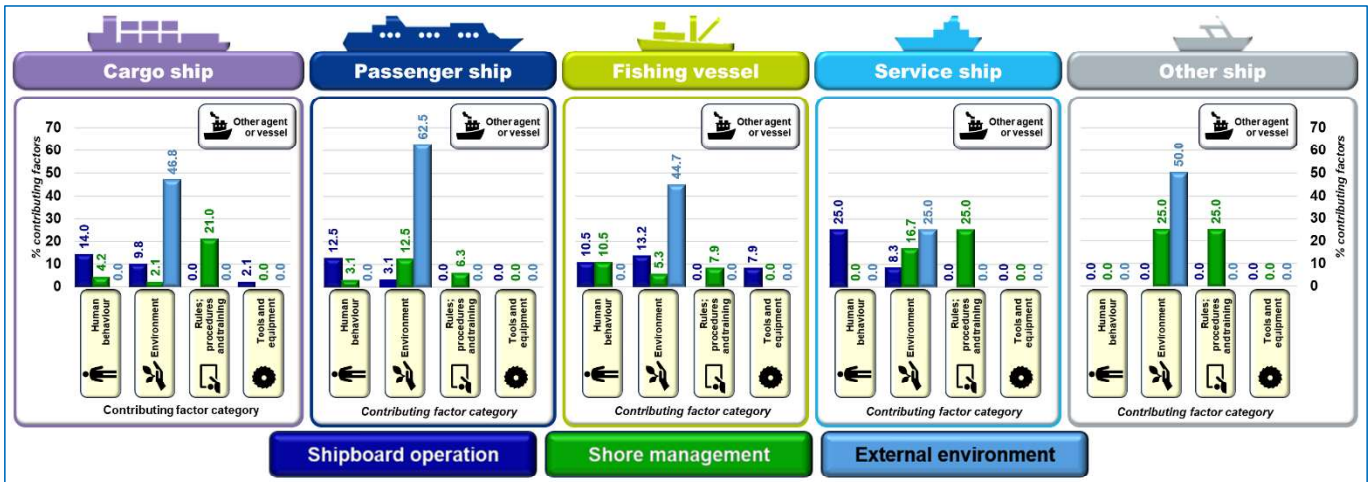 Cargo ship
Passenger ship
Fishing vessel
Service ship
Other ship
Other agent
or vessel
% contributing factors
70
60
50
40
30
20
10
0
14.0
4.2
0.0
9.8
2.1
46.8
0.0
21.0
0.0
2.1
0.0
0.0
Human
behaviour
Environment
Rules;
procedures
andtraining
Tools and
equipment
Contributing factor category
Other agent
or vessel
12.5
3.1
0.0
3.1
12.5
62.5
0.0
6.3
0.0
0.0
0.0
0.0
Human
behaviour
Environment
Rules;
procedures
andtraining
Tools and
equipment
Contributing factor category
Other agent
or vessel
10.5
10.5
0.0
13.2
5.3
44.7
0.0
7.9
0.0
7.9
0.0
0.0
Human
behaviour
Environment
Rules;
procedures
andtraining
Tools and
equipment
Contributing factor category
Other agent
or vessel
25.0
0.0
0.0
8.3
16.7
25.0
0.0
25.0
0.0
0.0
0.0
0.0
Human
behaviour
Environment
Rules;
procedures
andtraining
Tools and
equipment
Contributing factor category
Other agent
or vessel
0.0
0.0
0.0
0.0
25.0
50.0
0.0
25.0
0.0
0.0
0.0
0.0
70
60
50
40
30
20
10
0
% contributing factors
Human
behaviour
Environment
Rules;
procedures
andtraining
Tools and
equipment
Contributing factor category
Shipboard operation
Shore management
External environment